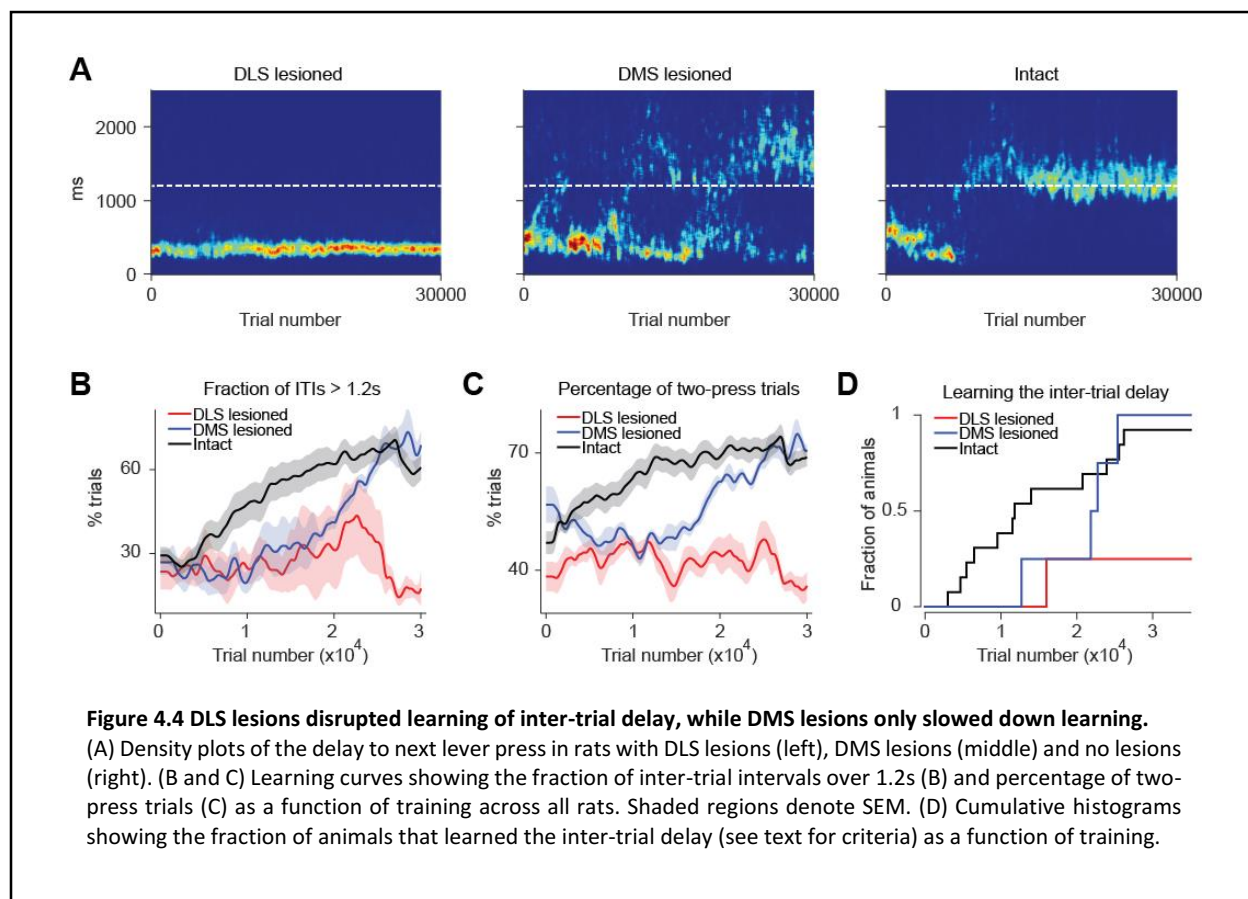 A
DLS lesioned
DMS lesioned
Intact
2000
1000
0
ms
0
30000
Trial number
0
30000
Trial number
0
30000
Trial number
B
Fraction of ITIs > 1.2s
DLS lesioned
DMS lesioned
Intact
60
30
% trials
0
1
2
3
Trial number (x10⁴)
C
Percentage of two-press trials
DLS lesioned
DMS lesioned
Intact
70
40
% trials
0
1
2
3
Trial number (x10⁴)
D
Learning the inter-trial delay
DLS lesioned
DMS lesioned
Intact
1
0.5
0
Fraction of animals
0
1
2
3
Trial number (x10⁴)
Figure 4.4 DLS lesions disrupted learning of inter-trial delay, while DMS lesions only slowed down learning.
(A) Density plots of the delay to next lever press in rats with DLS lesions (left), DMS lesions (middle) and no lesions
(right). (B and C) Learning curves showing the fraction of inter-trial intervals over 1.2s (B) and percentage of two-
press trials (C) as a function of training across all rats. Shaded regions denote SEM. (D) Cumulative histograms
showing the fraction of animals that learned the inter-trial delay (see text for criteria) as a function of training.